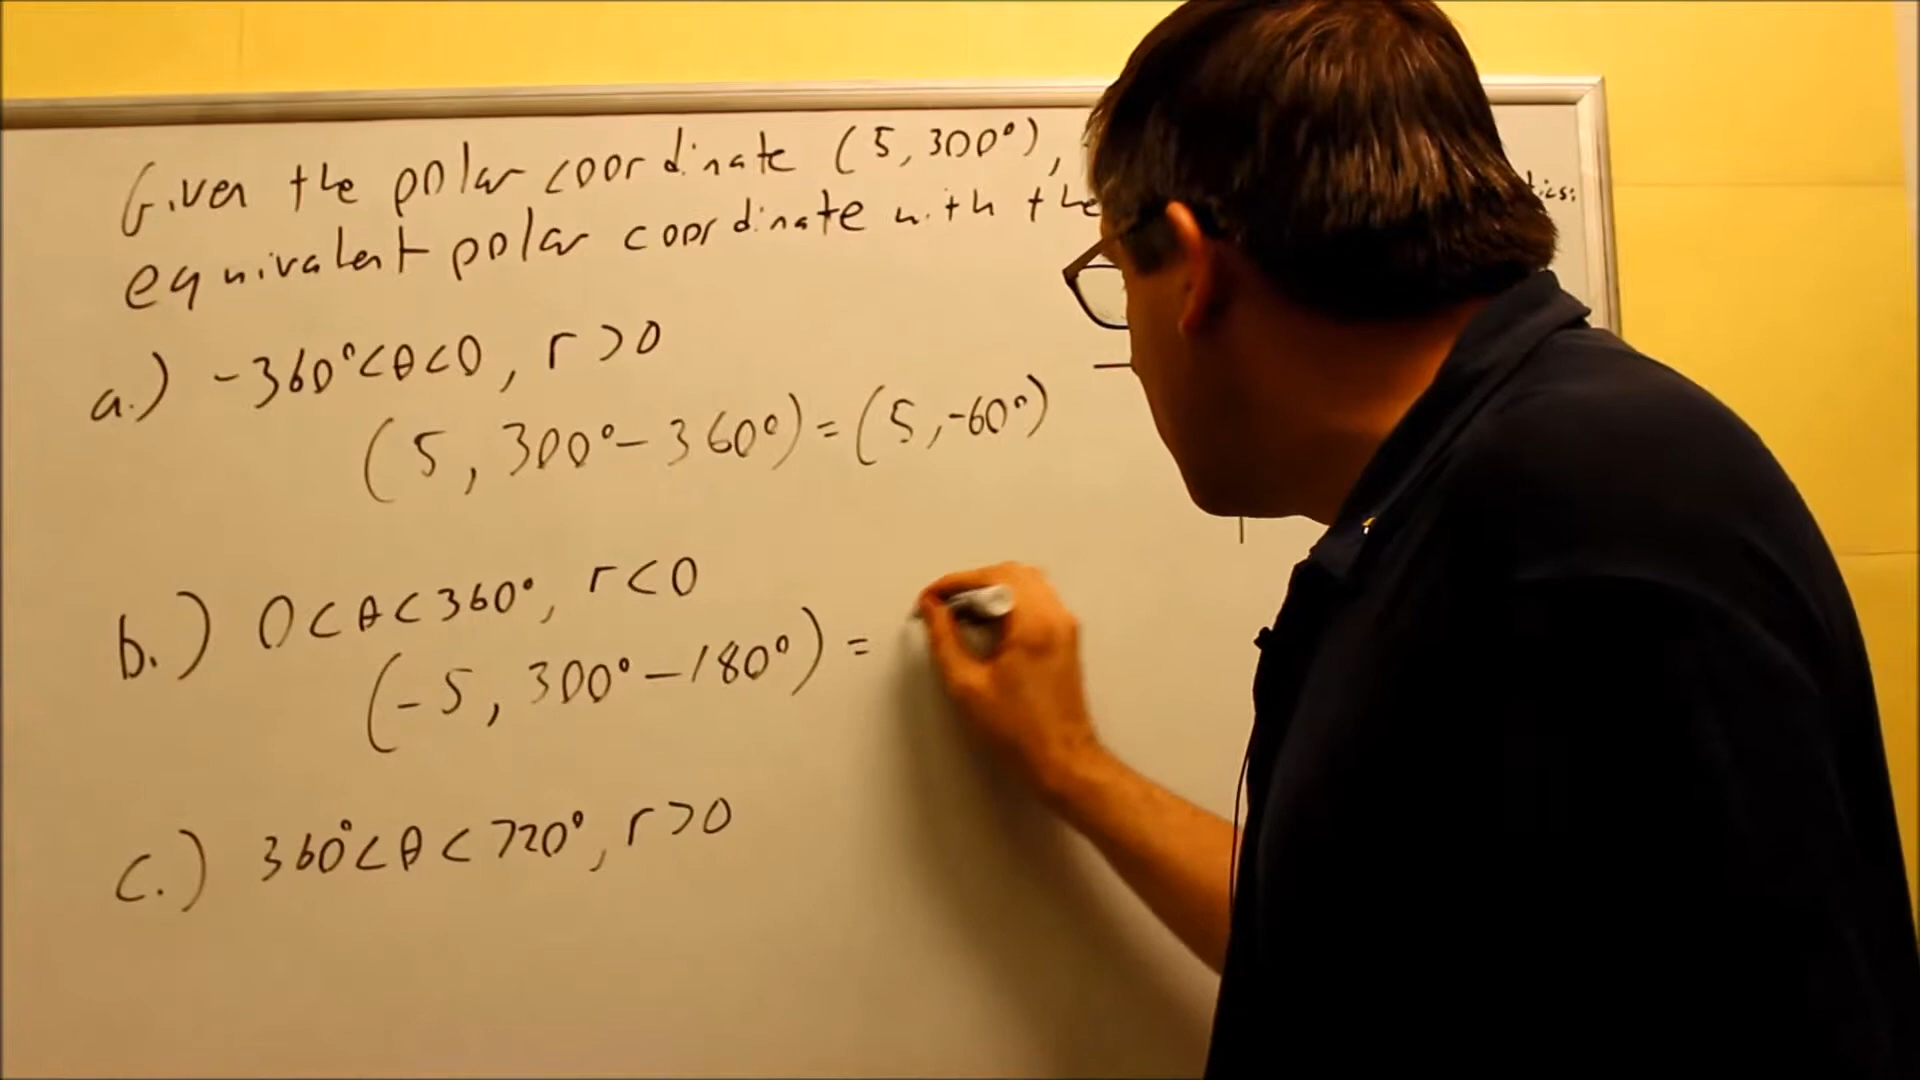 Given the polar coordinate (5, 300°),
equivalent polar coordinate with the
a.) -360°<θ<0, r>0
(5, 300°-360°)=(5,-60°)
b.) 0<θ<360°, r<0
(-5, 300°-180°) =
c.) 360°<θ<720°, r>0